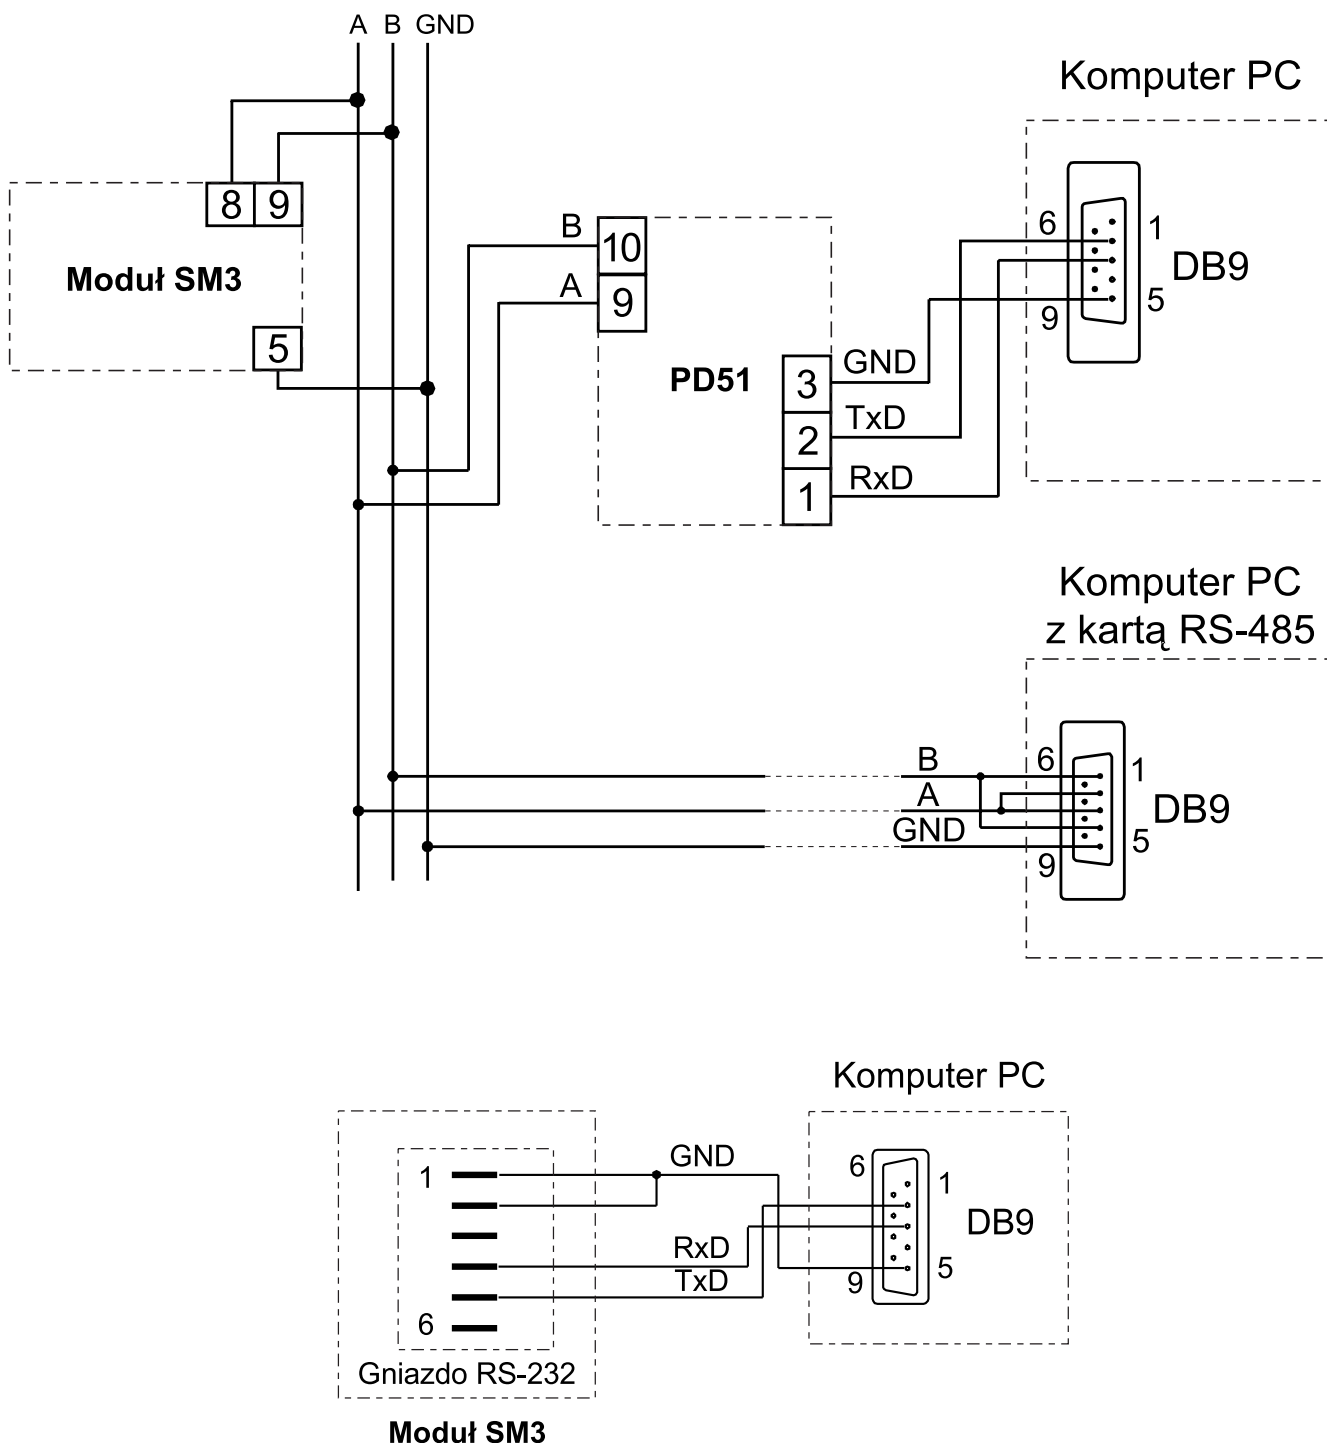 A B GND
Komputer PC
8 9
Moduł SM3
5
B 10
A 9
PD51
3 GND
2 TxD
1 RxD
6 1
DB9
9 5
Komputer PC
z kartą RS-485
B 6 1
A DB9
GND 5
9
Komputer PC
1 GND 6 1
DB9
RxD
TxD 9 5
6
Gniazdo RS-232
Moduł SM3